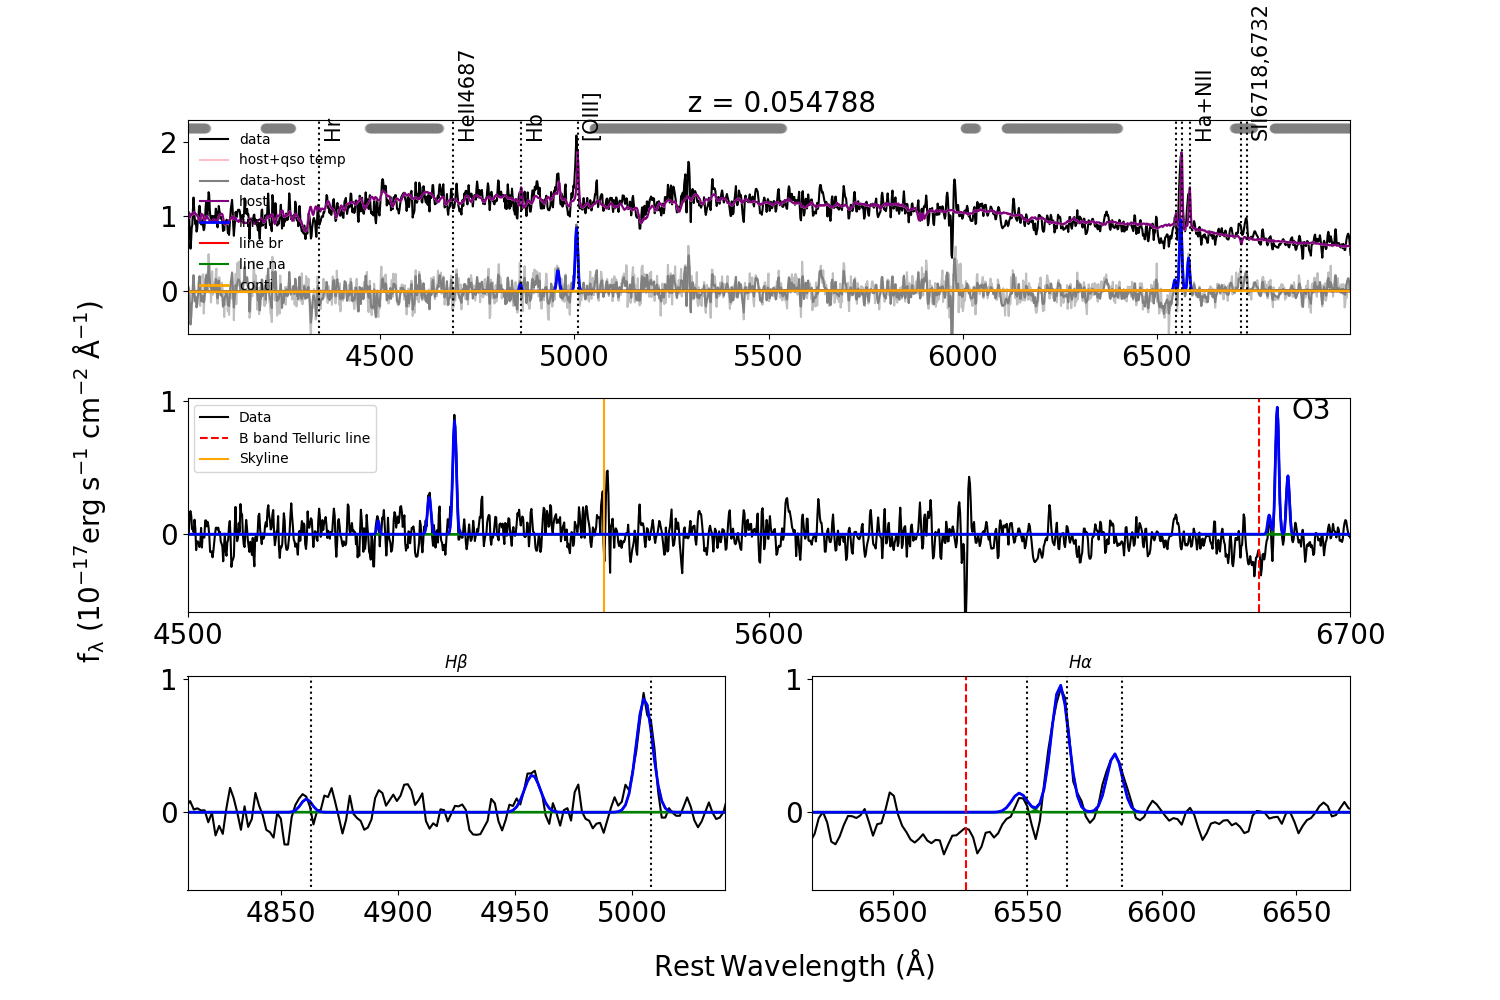 z = 0.054788
Hr
HeII4687
Hb
[OIII]
Ha+NII
SII6718,6732
data
host+qso temp
data-host
host
line br
line na
conti
2
1
0
4500 5000 5500 6000 6500
Data
B band Telluric line
Skyline
O3
1
0
4500 5600 6700
fλ (10−17erg s−1 cm−2 Å−1)
Hβ
1
0
4850 4900 4950 5000
Hα
1
0
6500 6550 6600 6650
Rest Wavelength (Å)